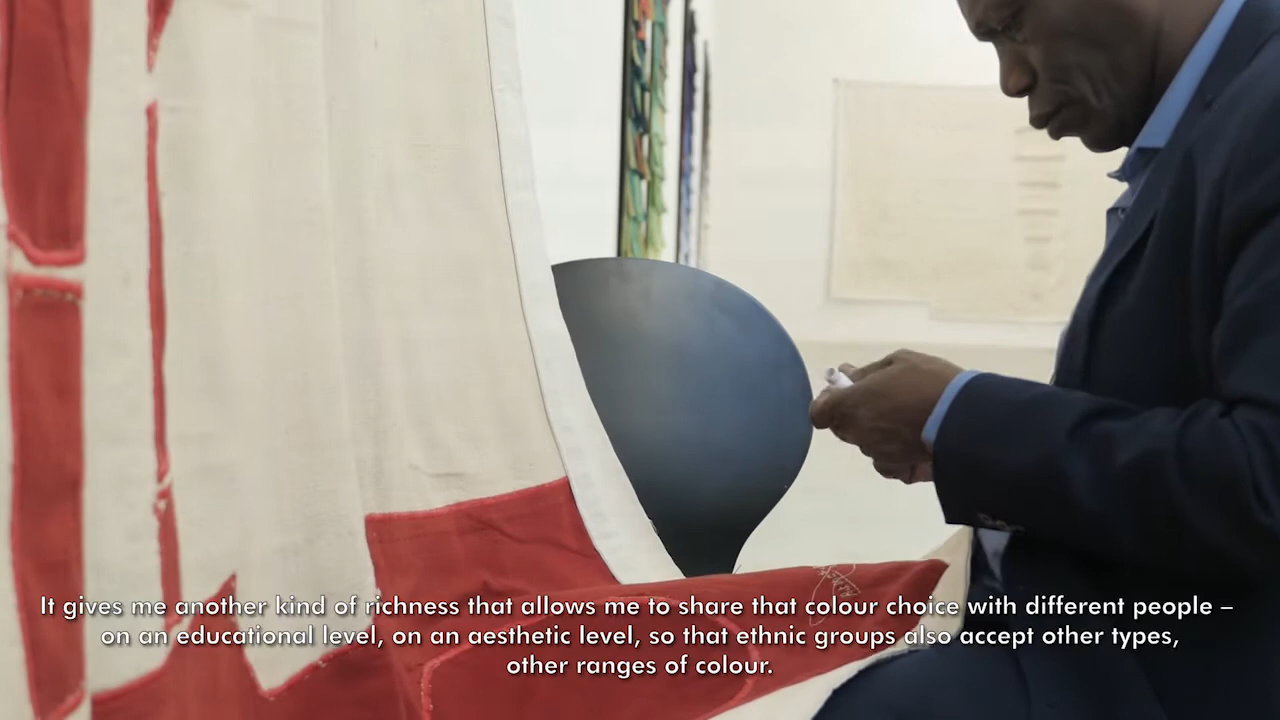 It gives me another kind of richness that allows me to share that colour choice with different people –
on an educational level, on an aesthetic level, so that ethnic groups also accept other types,
other ranges of colour.